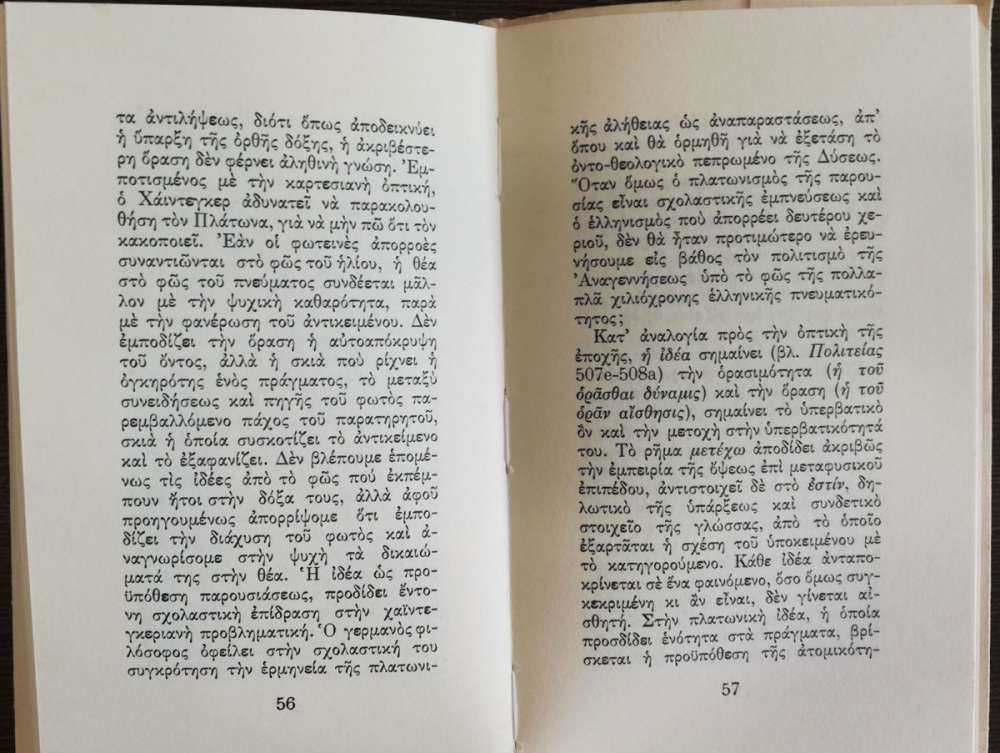 τα ἀντιλήψεως, διότι ὅπως ἀποδεικνύει
ἡ ὕπαρξη τῆς ὀρθῆς δόξης, ἡ ἀκριβέστε-
ρη ὅραση δὲν φέρνει ἀληθινὴ γνώση. Ἐμ-
ποτισμένος μὲ τὴν καρτεσιανὴ ὀπτική,
ὁ Χάιντεγκερ ἀδυνατεῖ νὰ παρακολου-
θήση τὸν Πλάτωνα, γιὰ νὰ μὴν πῶ ὅτι τὸν
κακοποιεῖ. Ἐὰν οἱ φωτεινὲς ἀπορροὲς
συναντιῶνται στὸ φῶς τοῦ ἡλίου, ἡ θέα
στὸ φῶς τοῦ πνεύματος συνδέεται μᾶλ-
λον μὲ τὴν ψυχικὴ καθαρότητα, παρὰ
μὲ τὴν φανέρωση τοῦ ἀντικειμένου. Δὲν
ἐμποδίζει τὴν ὅραση ἡ αὐτοαπόκρυψη
τοῦ ὄντος, ἀλλὰ ἡ σκιὰ ποὺ ρίχνει ἡ
ὀγκηρότης ἑνὸς πράγματος, τὸ μεταξὺ
συνειδήσεως καὶ πηγῆς τοῦ φωτὸς πα-
ρεμβαλλόμενο πάχος τοῦ παρατηρητοῦ,
σκιὰ ἡ ὁποία συσκοτίζει τὸ ἀντικείμενο
καὶ τὸ ἐξαφανίζει. Δὲν βλέπουμε ἑπομέ-
νως τὶς ἰδέες ἀπὸ τὸ φῶς ποὺ ἐκπέμ-
πουν ἤτοι στὴν δόξα τους, ἀλλὰ ἀφοῦ
προηγουμένως ἀπορρίψομε ὅτι ἐμπο-
δίζει τὴν διάχυση τοῦ φωτὸς καὶ ἀ-
ναγνωρίσομε στὴν ψυχὴ τὰ δικαιώ-
ματά της στὴν θέα. Ἡ ἰδέα ὡς προ-
ϋπόθεση παρουσιάσεως, προδίδει ἔντο-
νη σχολαστικὴ ἐπίδραση στὴν χαϊντε-
γκεριανὴ προβληματική. Ὁ γερμανὸς φι-
λόσοφος ὀφείλει στὴν σχολαστική του
συγκρότηση τὴν ἑρμηνεία τῆς πλατωνι-
56
κῆς ἀλήθειας ὡς ἀναπαραστάσεως, ἀπ'
ὅπου καὶ θὰ ὁρμηθῆ γιὰ νὰ ἐξετάση τὸ
ὀντο-θεολογικὸ πεπρωμένο τῆς Δύσεως.
Ὅταν ὅμως ὁ πλατωνισμὸς τῆς παρου-
σίας εἶναι σχολαστικῆς ἐμπνεύσεως καὶ
ὁ ἑλληνισμὸς ποὺ ἀπορρέει δευτέρου χε-
ριοῦ, δὲν θὰ ἦταν προτιμώτερο νὰ ἐρευ-
νήσουμε εἰς βάθος τὸν πολιτισμὸ τῆς
Ἀναγεννήσεως ὑπὸ τὸ φῶς τῆς πολλα-
πλᾶ χιλιόχρονης ἑλληνικῆς πνευματικό-
τητος;
Κατ' ἀναλογία πρὸς τὴν ὀπτικὴ τῆς
ἐποχῆς, ἡ ἰδέα σημαίνει (βλ. Πολιτείας
507e-508a) τὴν ὁρασιμότητα (ἡ τοῦ
ὁρᾶσθαι δύναμις) καὶ τὴν ὅραση (ἡ τοῦ
ὁρᾶν αἴσθησις), σημαίνει τὸ ὑπερβατικὸ
ὂν καὶ τὴν μετοχὴ στὴν ὑπερβατικότητά
του. Τὸ ρῆμα μετέχω ἀποδίδει ἀκριβῶς
τὴν ἐμπειρία τῆς ὄψεως ἐπὶ μεταφυσικοῦ
ἐπιπέδου, ἀντιστοιχεῖ δὲ στὸ ἐστίν, δη-
λωτικὸ τῆς ὑπάρξεως καὶ συνδετικὸ
στοιχεῖο τῆς γλώσσας, ἀπὸ τὸ ὁποῖο
ἐξαρτᾶται ἡ σχέση τοῦ ὑποκειμένου μὲ
τὸ κατηγορούμενο. Κάθε ἰδέα ἀνταπο-
κρίνεται σὲ ἕνα φαινόμενο, ὅσο ὅμως συγ-
κεκριμένη κι ἂν εἶναι, δὲν γίνεται αἰ-
σθητή. Στὴν πλατωνικὴ ἰδέα, ἡ ὁποία
προσδίδει ἑνότητα στὰ πράγματα, βρί-
σκεται ἡ προϋπόθεση τῆς ἀτομικότη-
57